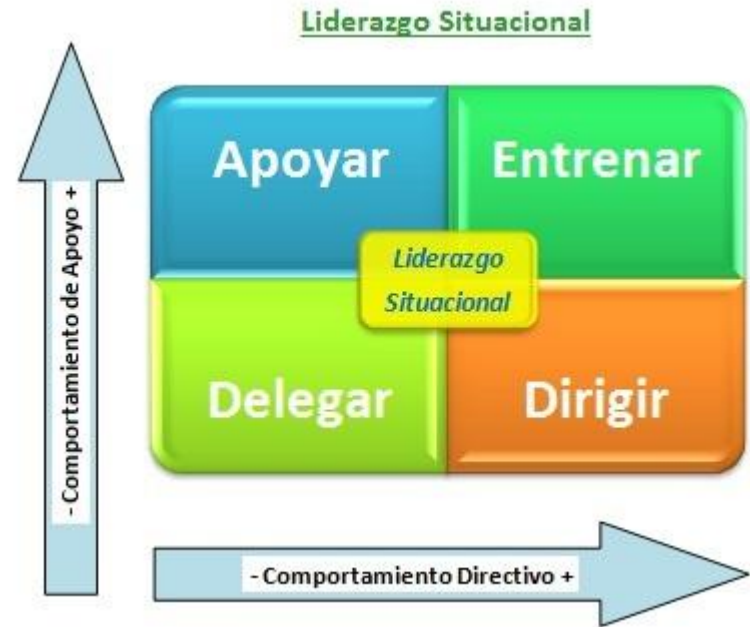 Liderazgo Situacional
Apoyar
Entrenar
Liderazgo
Situacional
Delegar
Dirigir
- Comportamiento de Apoyo +
- Comportamiento Directivo +